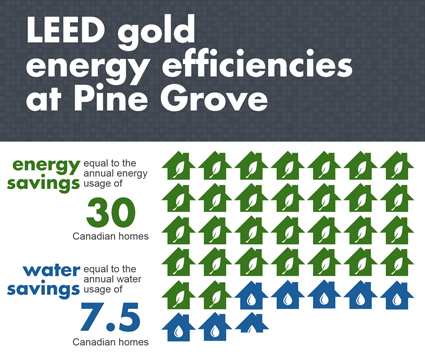 LEED gold
energy efficiencies
at Pine Grove
energy savings
equal to the
annual energy
usage of
30
Canadian homes
water savings
equal to the
annual water
usage of
7.5
Canadian homes